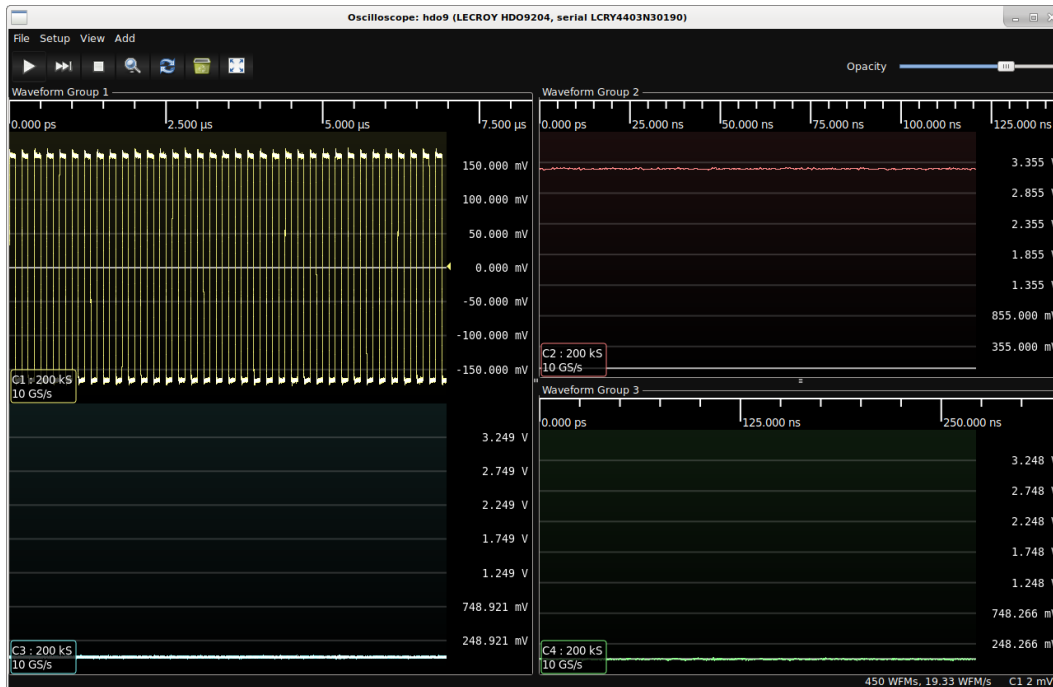 Oscilloscope: hdo9 (LECROY HDO9204, serial LCRY4403N30190)
File Setup View Add
Opacity
Waveform Group 1
0.000 ps 2.500 µs 5.000 µs 7.500 µs
150.000 mV
100.000 mV
50.000 mV
0.000 mV
-50.000 mV
-100.000 mV
-150.000 mV
C1 : 200 kS
10 GS/s
3.249 V
2.749 V
2.249 V
1.749 V
1.249 V
748.921 mV
248.921 mV
C3 : 200 kS
10 GS/s
Waveform Group 2
0.000 ps 25.000 ns 50.000 ns 75.000 ns 100.000 ns 125.000 ns
3.355 V
2.855 V
2.355 V
1.855 V
1.355 V
855.000 mV
355.000 mV
C2 : 200 kS
10 GS/s
Waveform Group 3
0.000 ps 125.000 ns 250.000 ns
3.248 V
2.748 V
2.248 V
1.748 V
1.248 V
748.266 mV
248.266 mV
C4 : 200 kS
10 GS/s
450 WFMs, 19.33 WFM/s C1 2 mV